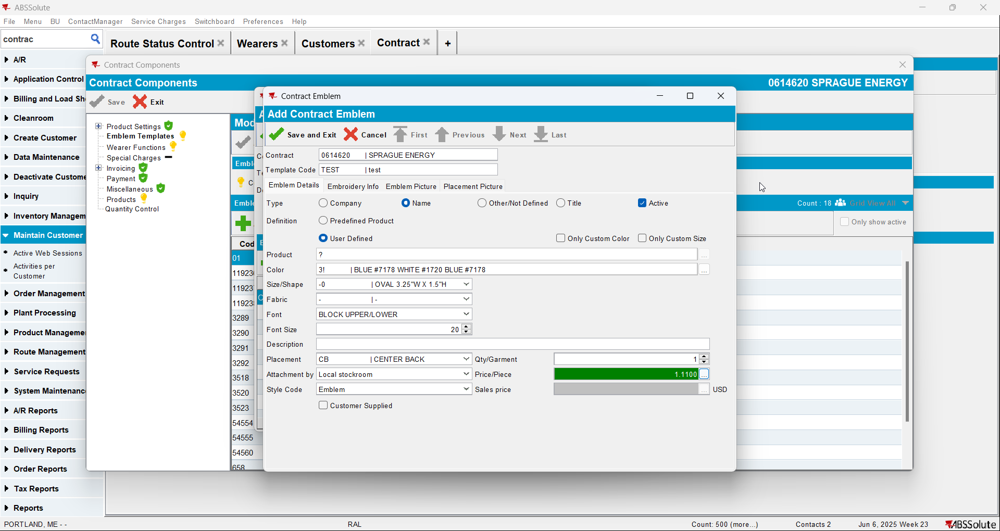 ABSSolute
File Menu BU ContactManager Service Charges Switchboard Preferences Help
contrac
Route Status Control Wearers Customers Contract +
A/R
Application Control
Billing and Load Sh
Cleanroom
Create Customer
Data Maintenance
Deactivate Custome
Inquiry
Inventory Managem
Maintain Customer
Active Web Sessions
Activities per
Customer
Order Management
Plant Processing
Product Manageme
Route Management
Service Requests
System Maintenanc
A/R Reports
Billing Reports
Delivery Reports
Order Reports
Tax Reports
Reports
Contract Components
Contract Components 0614620 SPRAGUE ENERGY
Save Exit
Product Settings
Emblem Templates
Wearer Functions
Special Charges
Invoicing
Payment
Miscellaneous
Products
Quantity Control
Mod
Emble
C
Emble
Count : 18 Grid View All
Only show active
Cod
01
11923
11923
11923
3289
3290
3291
3292
3518
3520
3523
54554
54555
54560
658
A
Co
Te
De
E
C
Contract Emblem
Add Contract Emblem
Save and Exit Cancel First Previous Next Last
Contract 0614620 | SPRAGUE ENERGY
Template Code TEST | test
Emblem Details Embroidery Info Emblem Picture Placement Picture
Type Company Name Other/Not Defined Title Active
Definition Predefined Product
User Defined Only Custom Color Only Custom Size
Product ? ...
Color 3! | BLUE #7178 WHITE #1720 BLUE #7178 ...
Size/Shape -0 | OVAL 3.25"W X 1.5"H
Fabric - | -
Font BLOCK UPPER/LOWER
Font Size 20
Description
Placement CB | CENTER BACK Qty/Garment 1
Attachment by Local stockroom Price/Piece 1.1100 ...
Style Code Emblem Sales price ... USD
Customer Supplied
PORTLAND, ME - - RAL Count: 500 (more...) Contacts 2 Jun 6, 2025 Week 23 ABSSolute